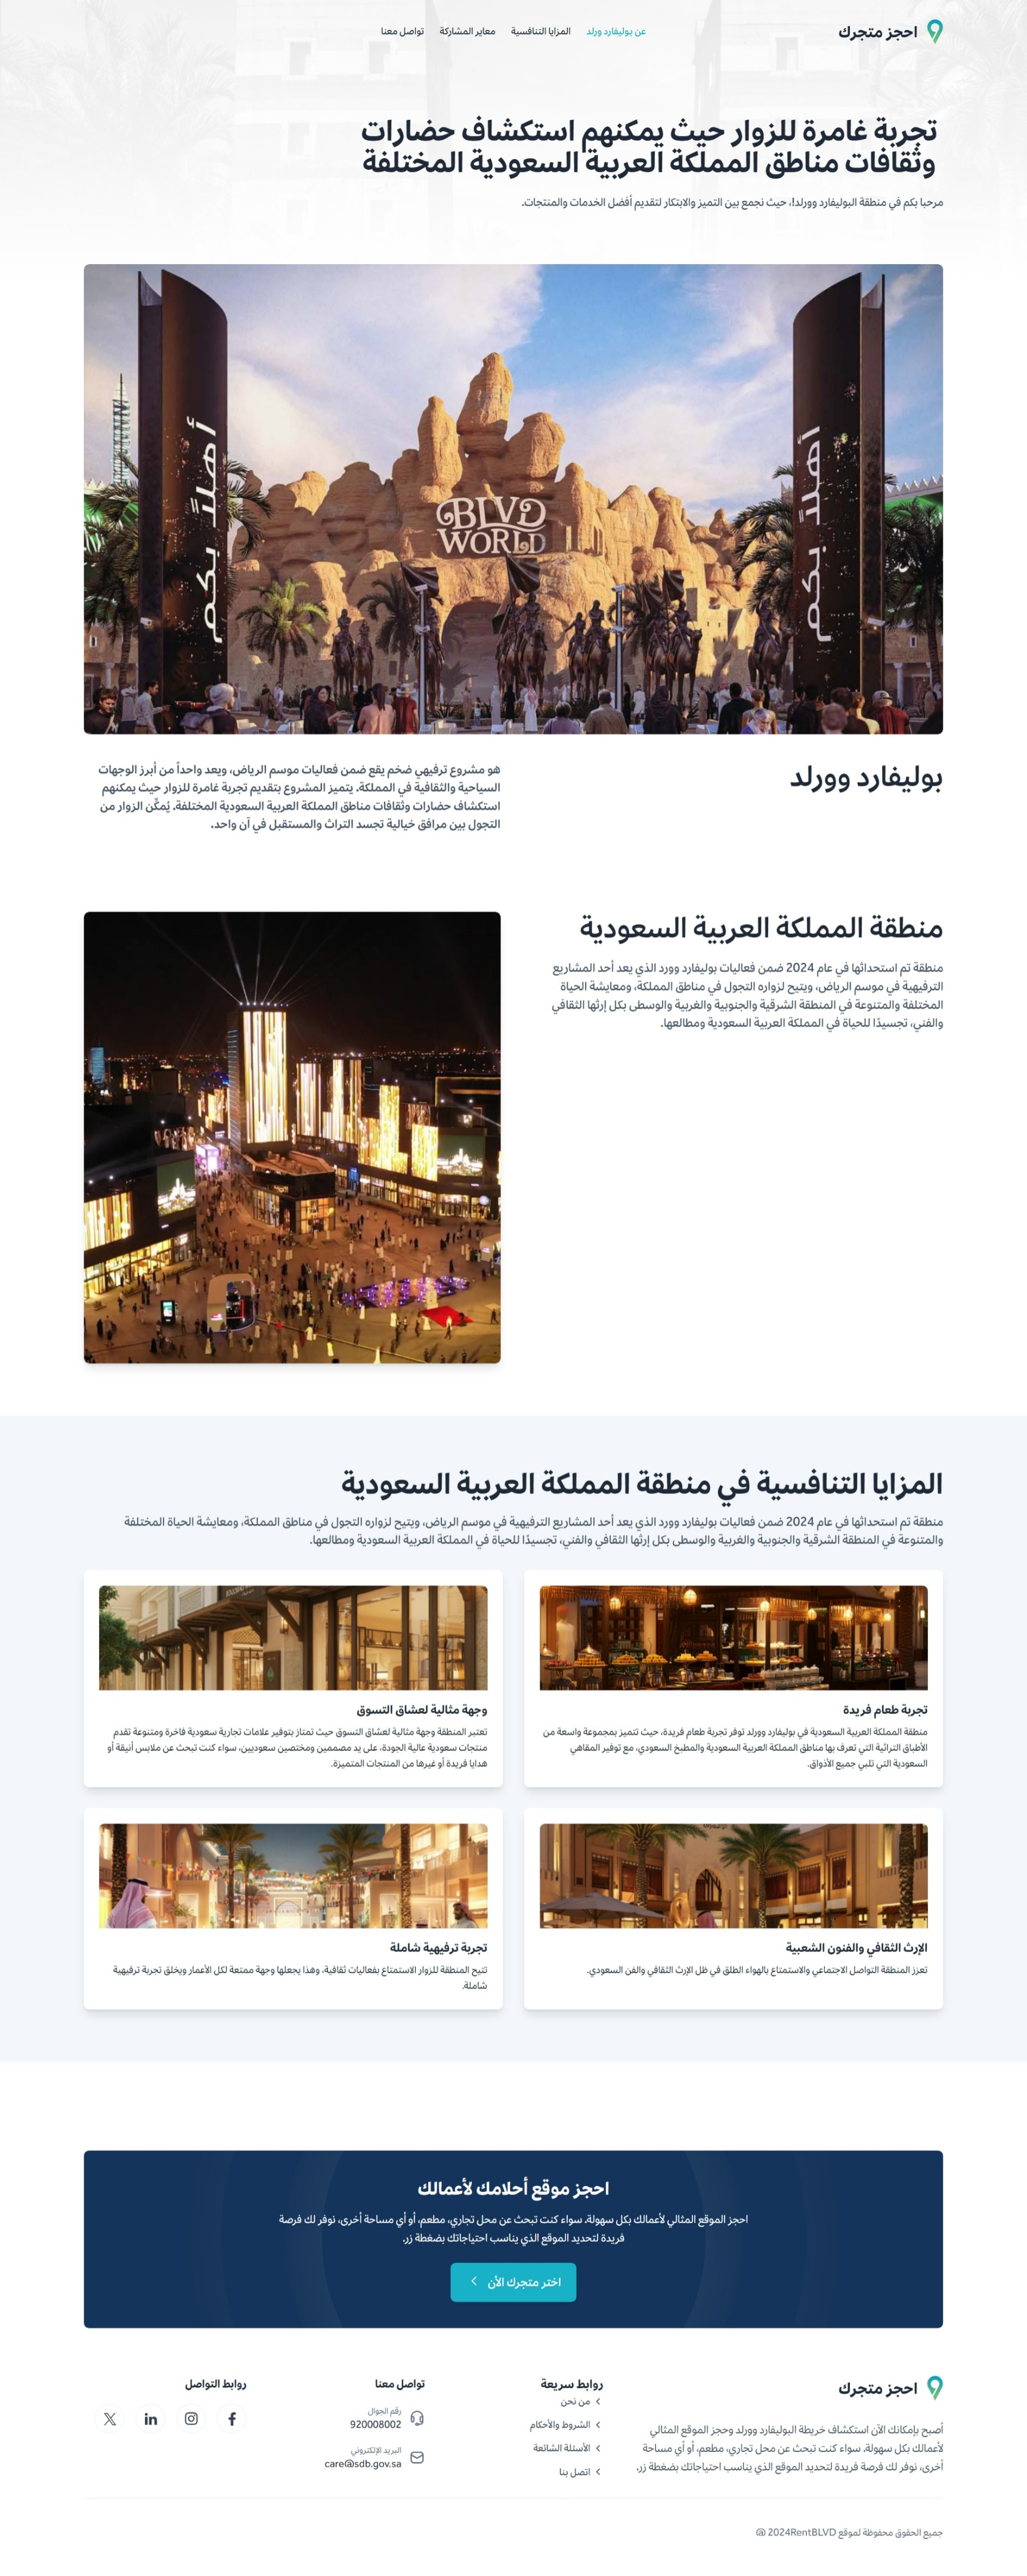 احجز متجرك
عن بوليفارد ورلد
المزايا التنافسية
معاير المشاركة
تواصل معنا
تجربة غامرة للزوار حيث يمكنهم استكشاف حضارات
وثقافات مناطق المملكة العربية السعودية المختلفة
مرحبا بكم في منطقة البوليفارد وورلد!، حيث نجمع بين التميز والابتكار لتقديم أفضل الخدمات والمنتجات.
أهلاً بكم
BLVD
WORLD
أهلاً بكم
بوليفارد وورلد
هو مشروع ترفيهي ضخم يقع ضمن فعاليات موسم الرياض، ويعد واحداً من أبرز الوجهات
السياحية والثقافية في المملكة. يتميز المشروع بتقديم تجربة غامرة للزوار حيث يمكنهم
استكشاف حضارات وثقافات مناطق المملكة العربية السعودية المختلفة. يُمكّن الزوار من
التجول بين مرافق خيالية تجسد التراث والمستقبل في آن واحد.
منطقة المملكة العربية السعودية
منطقة تم استحداثها في عام 2024 ضمن فعاليات بوليفارد وورد الذي يعد أحد المشاريع
الترفيهية في موسم الرياض، ويتيح لزواره التجول في مناطق المملكة، ومعايشة الحياة
المختلفة والمتنوعة في المنطقة الشرقية والجنوبية والغربية والوسطى بكل إرثها الثقافي
والفني، تجسيدًا للحياة في المملكة العربية السعودية ومطالعها.
المزايا التنافسية في منطقة المملكة العربية السعودية
منطقة تم استحداثها في عام 2024 ضمن فعاليات بوليفارد وورد الذي يعد أحد المشاريع الترفيهية في موسم الرياض، ويتيح لزواره التجول في مناطق المملكة، ومعايشة الحياة المختلفة
والمتنوعة في المنطقة الشرقية والجنوبية والغربية والوسطى بكل إرثها الثقافي والفني، تجسيدًا للحياة في المملكة العربية السعودية ومطالعها.
تجربة طعام فريدة
منطقة المملكة العربية السعودية في بوليفارد وورلد توفر تجربة طعام فريدة، حيث تتميز بمجموعة واسعة من
الأطباق التراثية التي تعرف بها مناطق المملكة العربية السعودية والمطبخ السعودي، مع توفير المقاهي
السعودية التي تلبي جميع الأذواق.
وجهة مثالية لعشاق التسوق
تعتبر المنطقة وجهة مثالية لعشاق التسوق حيث تمتاز بتوفير علامات تجارية سعودية فاخرة ومتنوعة تقدم
منتجات سعودية عالية الجودة، على يد مصممين ومختصين سعوديين، سواء كنت تبحث عن ملابس أنيقة أو
هدايا فريدة أو غيرها من المنتجات المتميزة.
الإرث الثقافي والفنون الشعبية
تعزز المنطقة التواصل الاجتماعي والاستمتاع بالهواء الطلق في ظل الإرث الثقافي والفن السعودي.
تجربة ترفيهية شاملة
تتيح المنطقة للزوار الاستمتاع بفعاليات ثقافية، وهذا يجعلها وجهة ممتعة لكل الأعمار ويخلق تجربة ترفيهية
شاملة.
احجز موقع أحلامك لأعمالك
احجز الموقع المثالي لأعمالك بكل سهولة. سواء كنت تبحث عن محل تجاري، مطعم، أو أي مساحة أخرى، نوفر لك فرصة
فريدة لتحديد الموقع الذي يناسب احتياجاتك بضغطة زر.
اختر متجرك الأن
احجز متجرك
أصبح بإمكانك الآن استكشاف خريطة البوليفارد وورلد وحجز الموقع المثالي
لأعمالك بكل سهولة. سواء كنت تبحث عن محل تجاري، مطعم، أو أي مساحة
أخرى، نوفر لك فرصة فريدة لتحديد الموقع الذي يناسب احتياجاتك بضغطة زر.
روابط سريعة
من نحن
الشروط والأحكام
الأسئلة الشائعة
اتصل بنا
تواصل معنا
رقم الجوال
920008002
البريد الإلكتروني
care@sdb.gov.sa
روابط التواصل
جميع الحقوق محفوظة لموقع 2024RentBLVD @